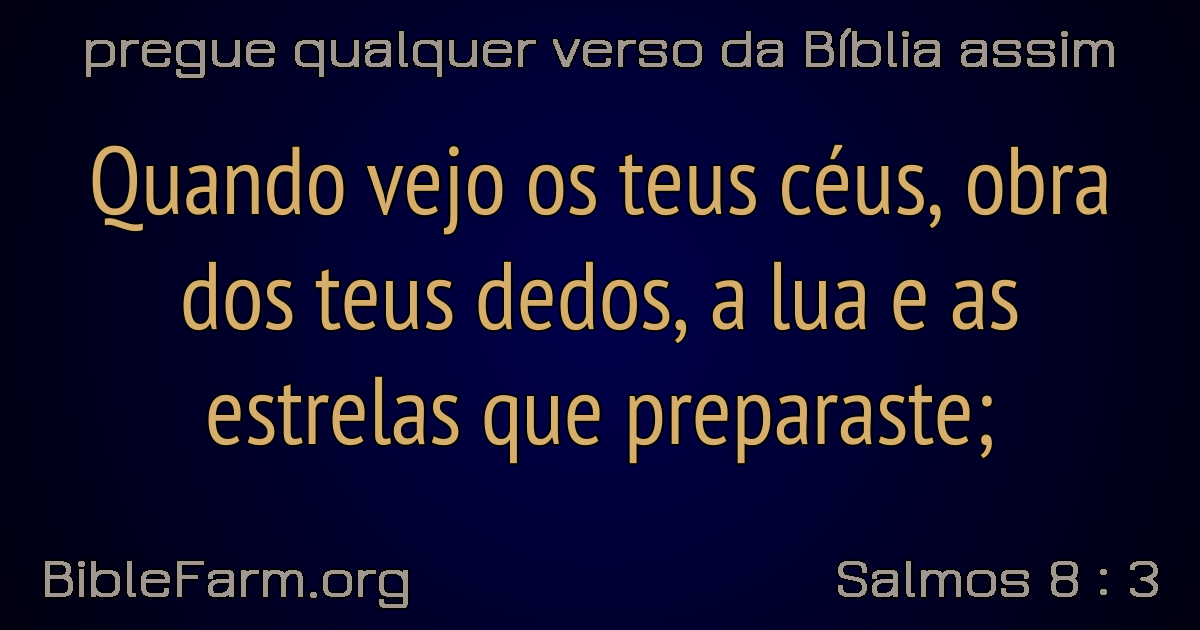 pregue qualquer verso da Bíblia assim
Quando vejo os teus céus, obra
dos teus dedos, a lua e as
estrelas que preparaste;
BibleFarm.org
Salmos 8 : 3